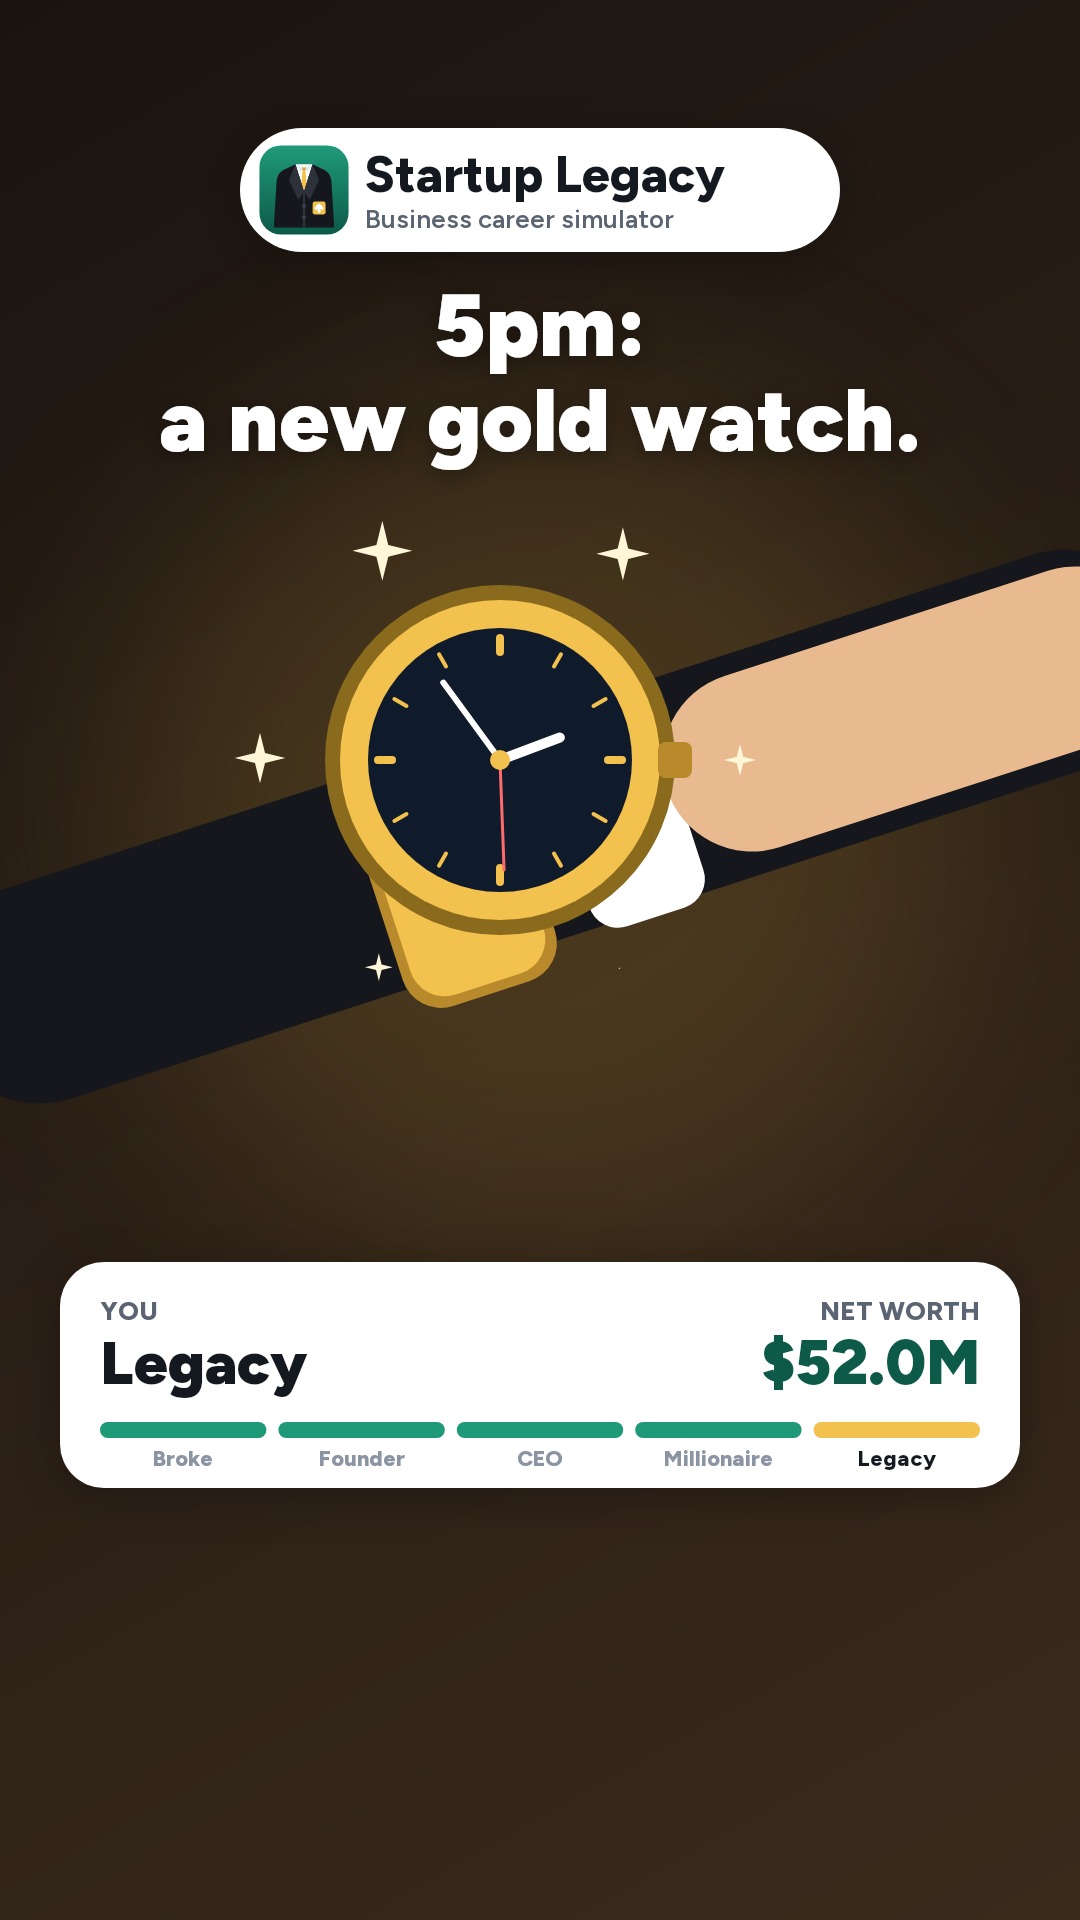 Startup Legacy
Business career simulator
5pm:
a new gold watch.
YOU
NET WORTH
Legacy
$52.0M
Broke
Founder
CEO
Millionaire
Legacy